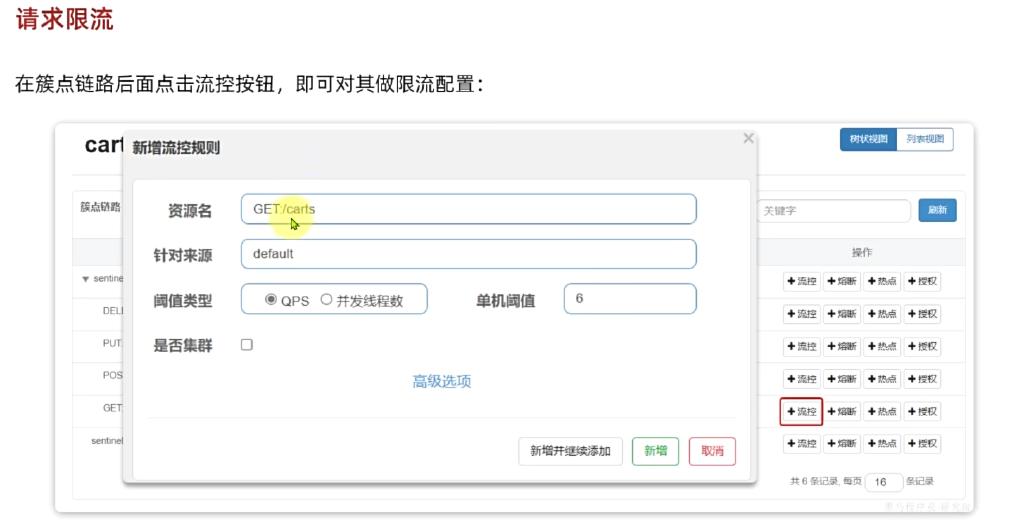 请求限流
在簇点链路后面点击流控按钮，即可对其做限流配置：
cart
新增流控规则
×
树状视图 列表视图
簇点链路
资源名 GET:/carts
关键字 刷新
针对来源 default
操作
sentine
流控 熔断 热点 授权
阈值类型 QPS 并发线程数 单机阈值 6
DELE
流控 熔断 热点 授权
是否集群
PUT
流控 熔断 热点 授权
高级选项
POS
流控 熔断 热点 授权
GET
流控 熔断 热点 授权
sentinel
流控 熔断 热点 授权
新增并继续添加 新增 取消
共 6 条记录, 每页 16 条记录